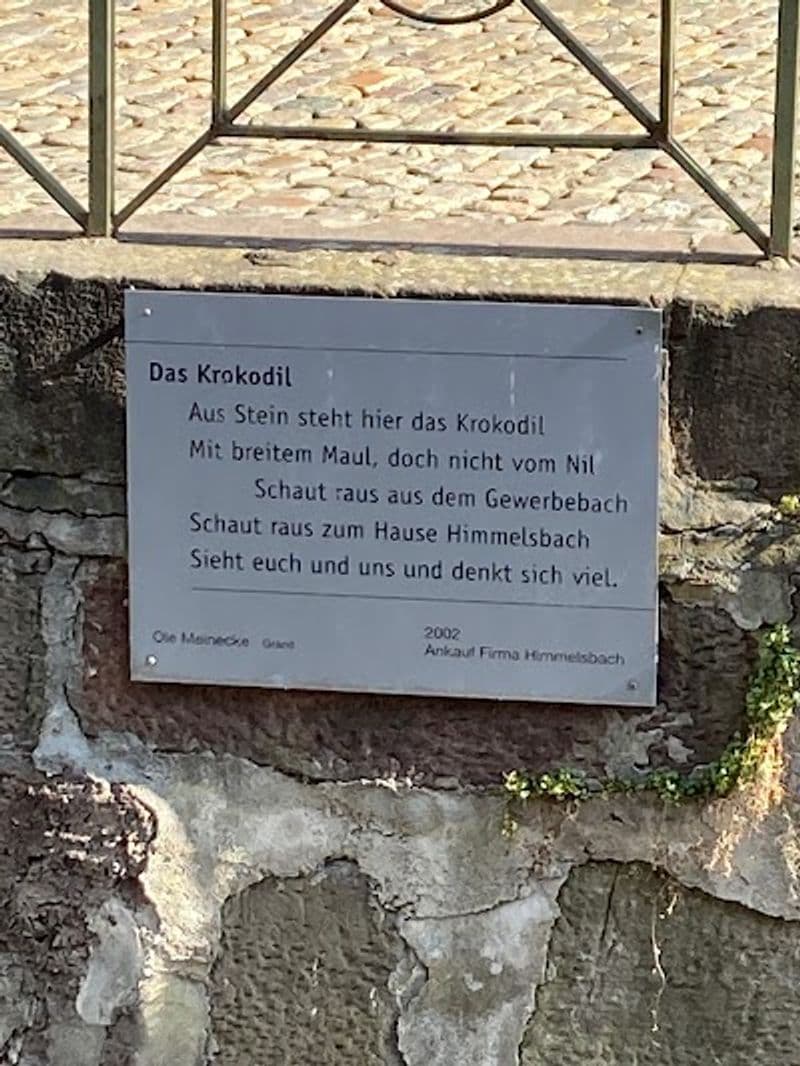 Das Krokodil
Aus Stein steht hier das Krokodil
Mit breitem Maul, doch nicht vom Nil
Schaut raus aus dem Gewerbebach
Schaut raus zum Hause Himmelsbach
Sieht euch und uns und denkt sich viel.
Ole Meinecke Granit
2002
Ankauf Firma Himmelsbach